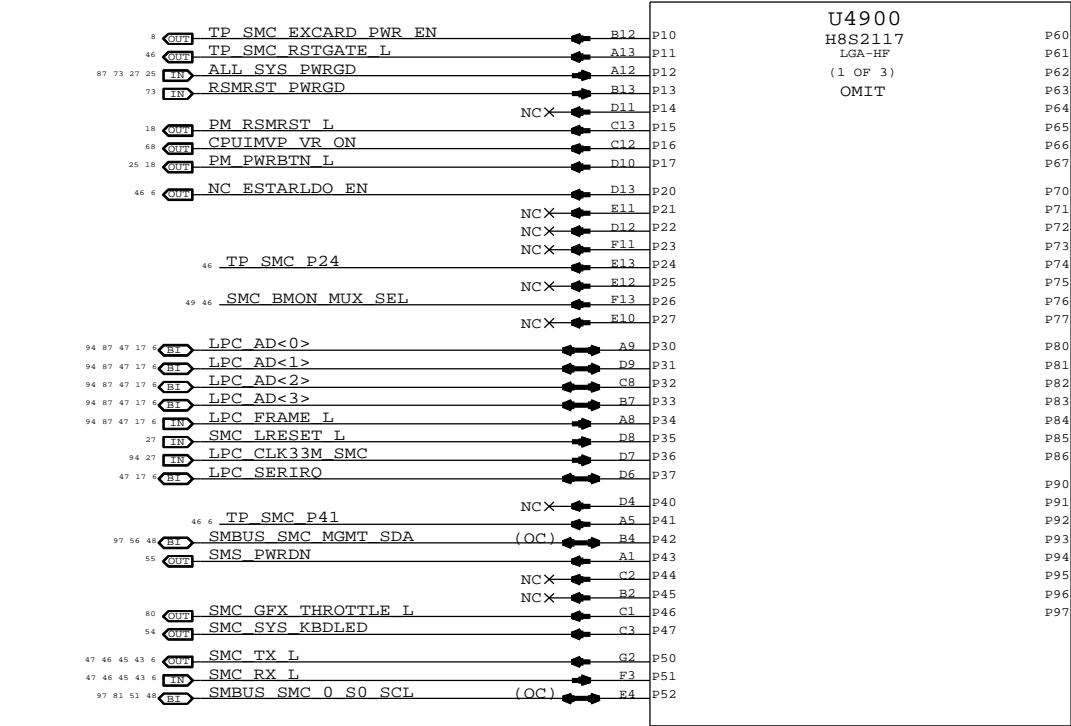 U4900
H8S2117
LGA-HF
(1 OF 3)
OMIT
8 OUT TP_SMC_EXCARD_PWR_EN B12 P10 P60
46 OUT TP_SMC_RSTGATE_L A13 P11 P61
87 73 27 25 IN ALL_SYS_PWRGD A12 P12 P62
73 IN RSMRST_PWRGD B13 P13 P63
NC D11 P14 P64
18 OUT PM_RSMRST_L C13 P15 P65
68 OUT CPUIMVP_VR_ON C12 P16 P66
25 18 OUT PM_PWRBTN_L D10 P17 P67
46 6 OUT NC_ESTARLDO_EN D13 P20 P70
NC E11 P21 P71
NC D12 P22 P72
NC F11 P23 P73
46 TP_SMC_P24 E13 P24 P74
NC E12 P25 P75
49 46 SMC_BMON_MUX_SEL F13 P26 P76
NC E10 P27 P77
94 87 47 17 6 BI LPC_AD<0> A9 P30 P80
94 87 47 17 6 BI LPC_AD<1> D9 P31 P81
94 87 47 17 6 BI LPC_AD<2> C8 P32 P82
94 87 47 17 6 BI LPC_AD<3> B7 P33 P83
94 87 47 17 6 IN LPC_FRAME_L A8 P34 P84
27 IN SMC_LRESET_L D8 P35 P85
94 27 IN LPC_CLK33M_SMC D7 P36 P86
47 17 6 BI LPC_SERIRQ D6 P37 P90
NC D4 P40 P91
46 6 TP_SMC_P41 A5 P41 P92
97 56 48 BI SMBUS_SMC_MGMT_SDA (OC) B4 P42 P93
55 OUT SMS_PWRDN A1 P43 P94
NC C2 P44 P95
NC B2 P45 P96
80 OUT SMC_GFX_THROTTLE_L C1 P46 P97
54 OUT SMC_SYS_KBDLED C3 P47
47 46 45 43 6 OUT SMC_TX_L G2 P50
47 46 45 43 6 IN SMC_RX_L F3 P51
97 81 51 48 BI SMBUS_SMC_0_S0_SCL (OC) E4 P52